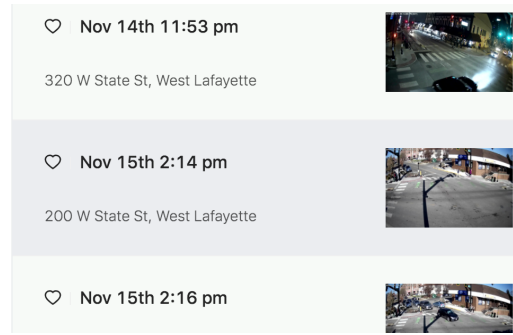 Nov 14th 11:53 pm
320 W State St, West Lafayette
Nov 15th 2:14 pm
200 W State St, West Lafayette
Nov 15th 2:16 pm